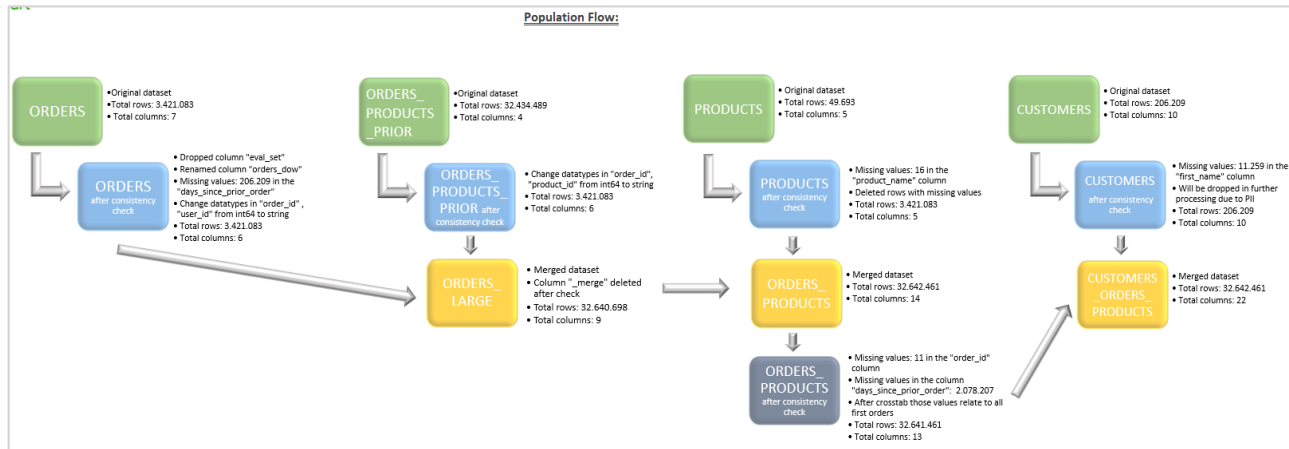 Population Flow:
ORDERS
•Original dataset
•Total rows: 3.421.083
•Total columns: 7
ORDERS_
PRODUCTS
_PRIOR
•Original dataset
•Total rows: 32.434.489
•Total columns: 4
PRODUCTS
• Original dataset
• Total rows: 49.693
• Total columns: 5
CUSTOMERS
• Original dataset
• Total rows: 206.209
• Total columns: 10
ORDERS
after consistency
check
• Dropped column "eval_set"
• Renamed column "orders_dow"
• Missing values: 206.209 in the
"days_since_prior_order"
• Change datatypes in "order_id" ,
"user_id" from int64 to string
• Total rows: 3.421.083
• Total columns: 6
ORDERS_
PRODUCTS_
PRIOR after
consistency check
• Change datatypes in "order_id",
"product_id" from int64 to string
• Total rows: 3.421.083
• Total columns: 6
PRODUCTS
after consistency
check
• Missing values: 16 in the
"product_name" column
• Deleted rows with missing values
• Total rows: 3.421.083
• Total columns: 5
CUSTOMERS
after consistency
check
• Missing values: 11.259 in the
"first_name" column
• Will be dropped in further
processing due to PII
• Total rows: 206.209
• Total columns: 10
ORDERS_
LARGE
• Merged dataset
• Column "_merge" deleted
after check
• Total rows: 32.640.698
• Total columns: 9
ORDERS_
PRODUCTS
• Merged dataset
• Total rows: 32.642.461
• Total columns: 14
CUSTOMERS
_ORDERS_
PRODUCTS
Merged dataset
• Total rows: 32.642.461
• Total columns: 22
ORDERS_
PRODUCTS
after consistency
check
• Missing values: 11 in the "order_id"
column
• Missing values in the column
"days_since_prior_order": 2.078.207
• After crosstab those values relate to all
first orders
• Total rows: 32.641.461
• Total columns: 13